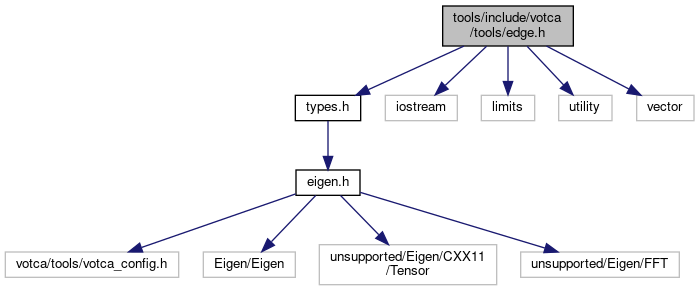 tools/include/votca
/tools/edge.h
types.h
iostream
limits
utility
vector
eigen.h
votca/tools/votca_config.h
Eigen/Eigen
unsupported/Eigen/CXX11
/Tensor
unsupported/Eigen/FFT